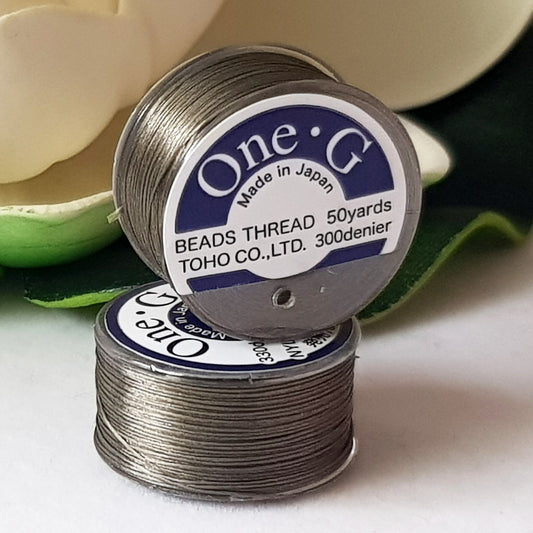 One・G
Made in Japan
BEADS THREAD 50yards
TOHO CO.,LTD. 300denier
One・G
Made in